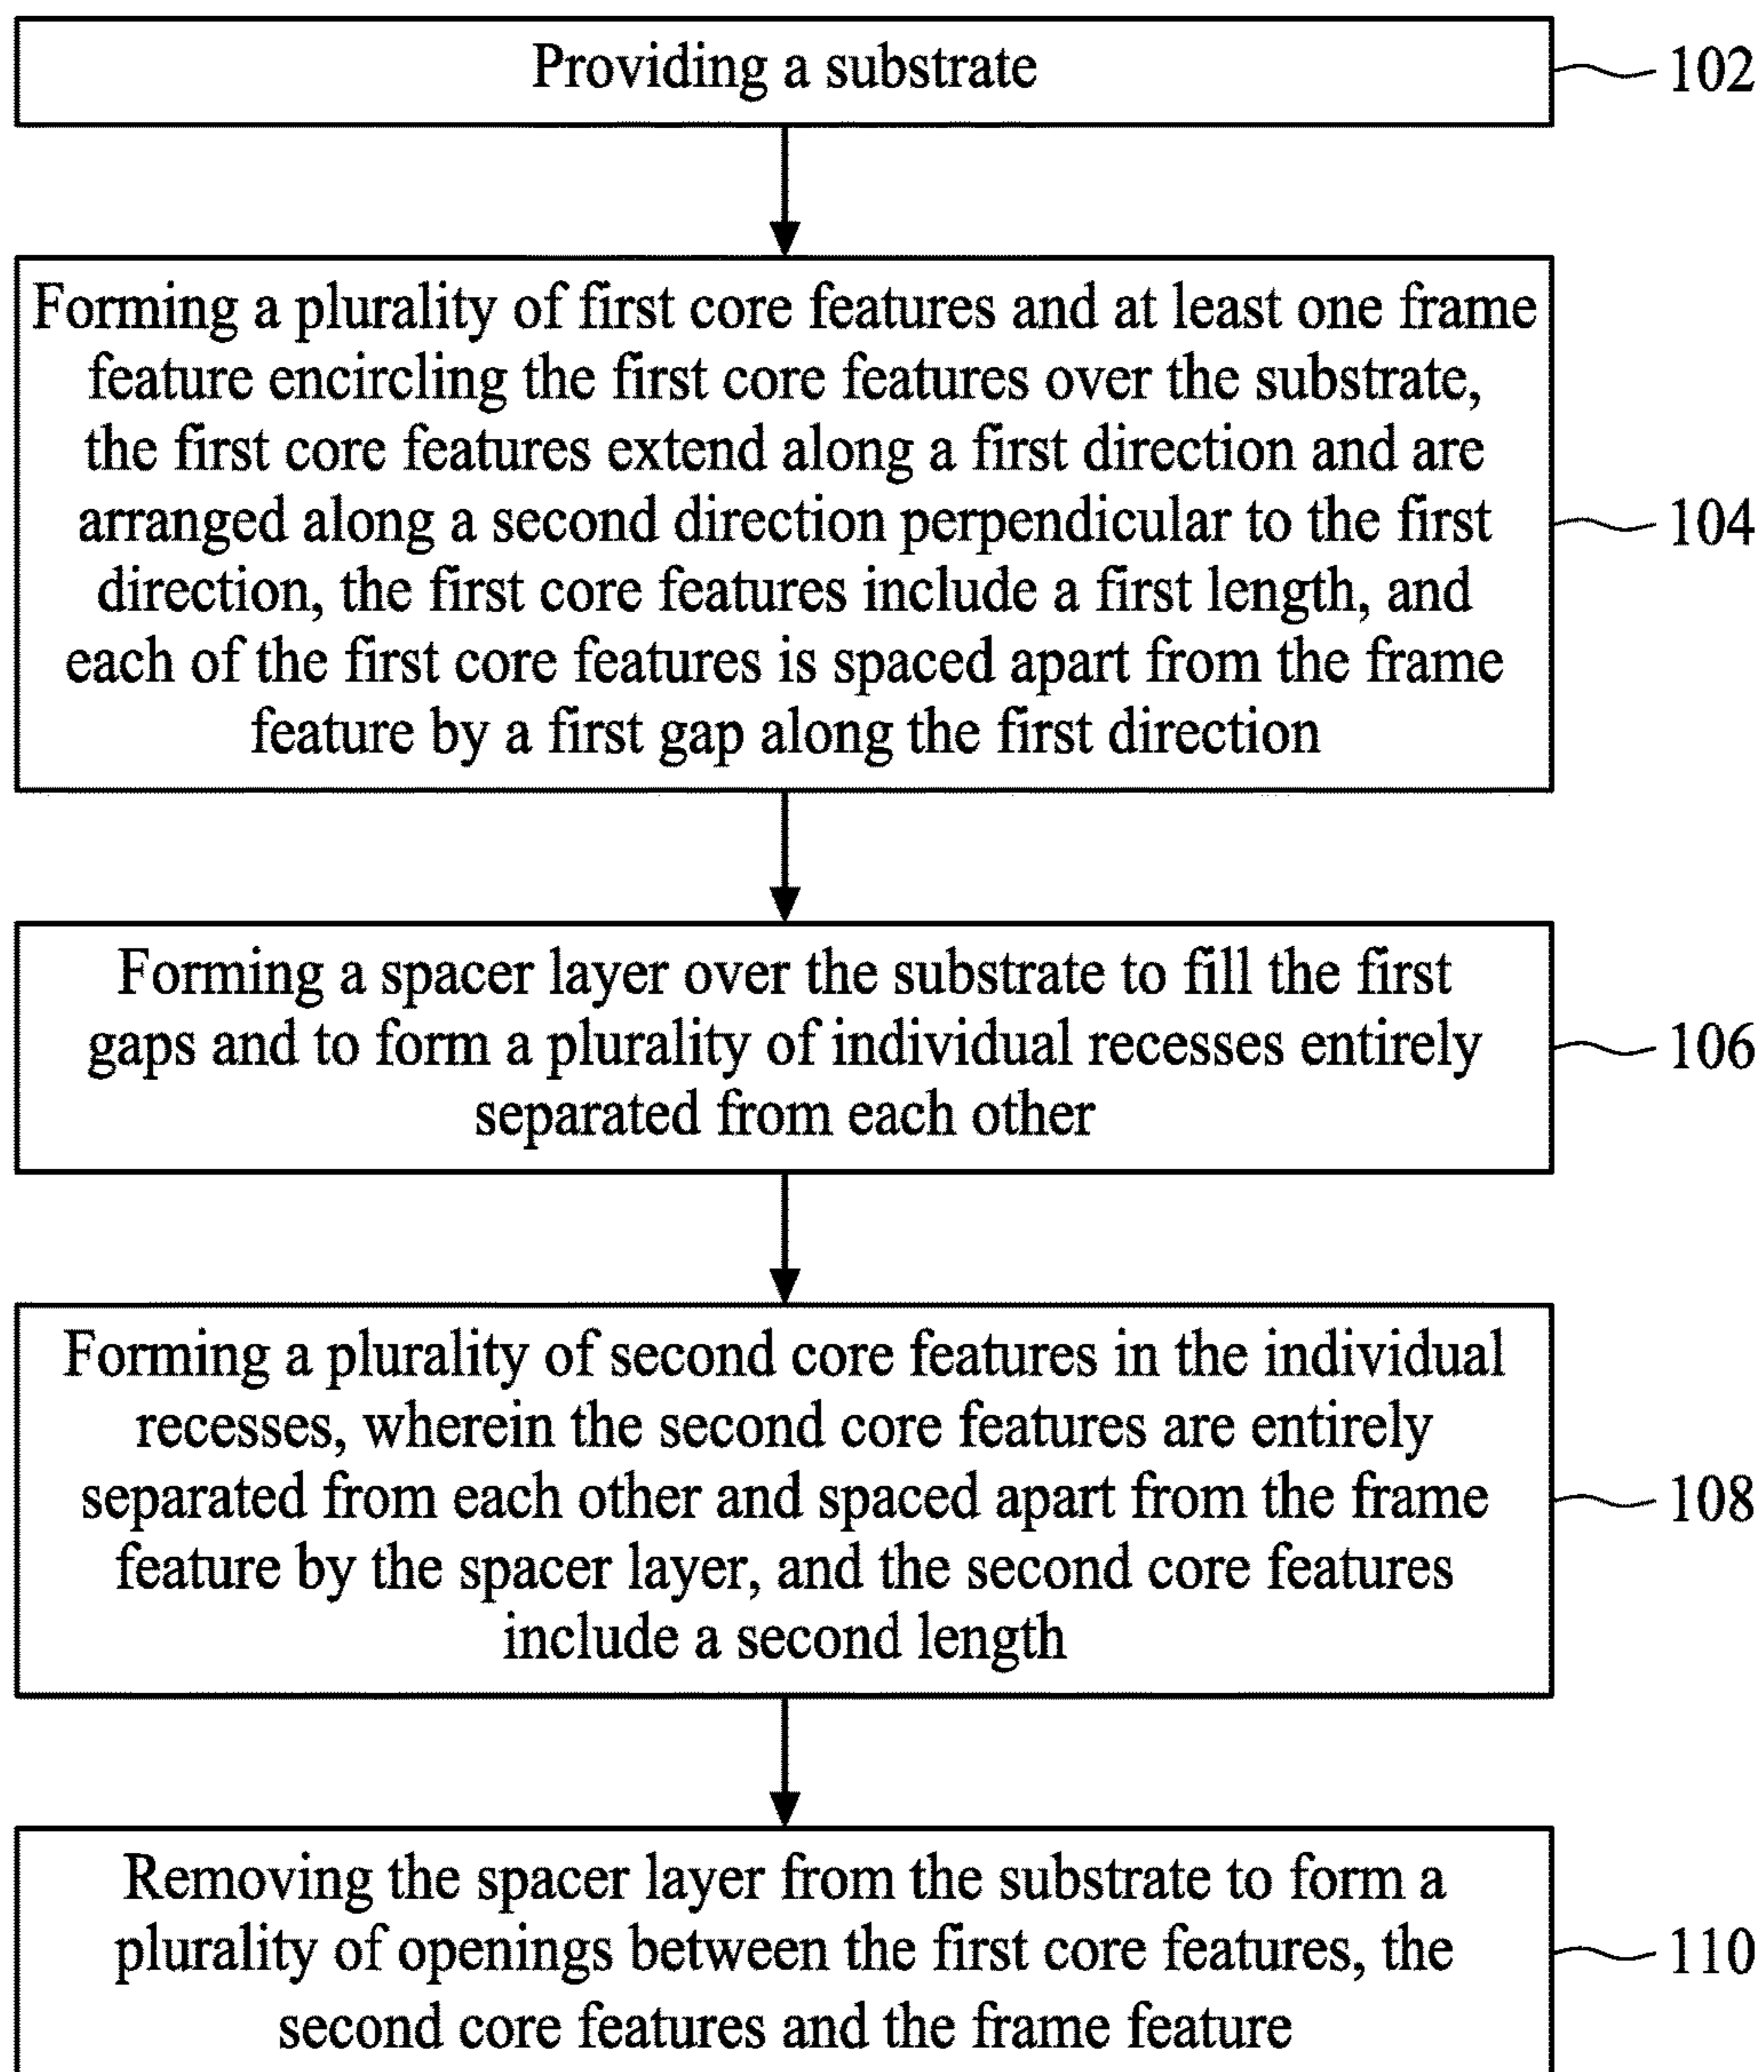 Providing a substrate
102
Forming a plurality of first core features and at least one frame
feature encircling the first core features over the substrate,
the first core features extend along a first direction and are
arranged along a second direction perpendicular to the first
direction, the first core features include a first length, and
each of the first core features is spaced apart from the frame
feature by a first gap along the first direction
104
Forming a spacer layer over the substrate to fill the first
gaps and to form a plurality of individual recesses entirely
separated from each other
106
Forming a plurality of second core features in the individual
recesses, wherein the second core features are entirely
separated from each other and spaced apart from the frame
feature by the spacer layer, and the second core features
include a second length
108
Removing the spacer layer from the substrate to form a
plurality of openings between the first core features, the
second core features and the frame feature
110